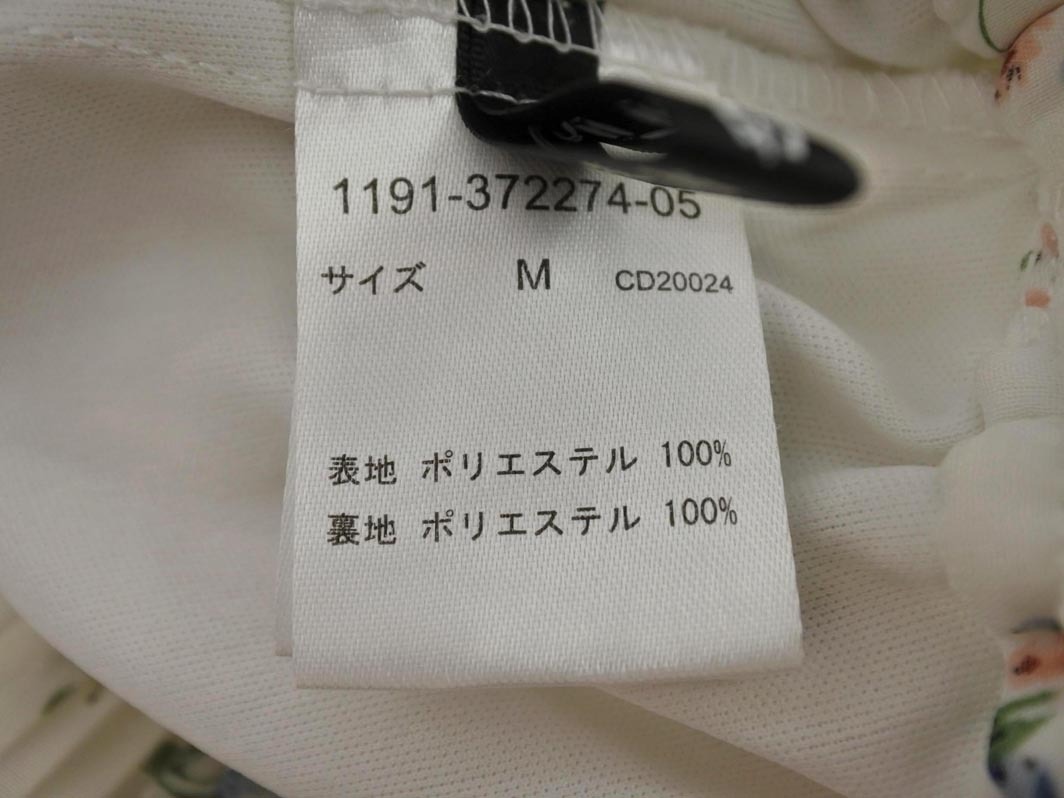 1191-372274-05
サイズ M CD20024
表地 ポリエステル 100%
裏地 ポリエステル 100%